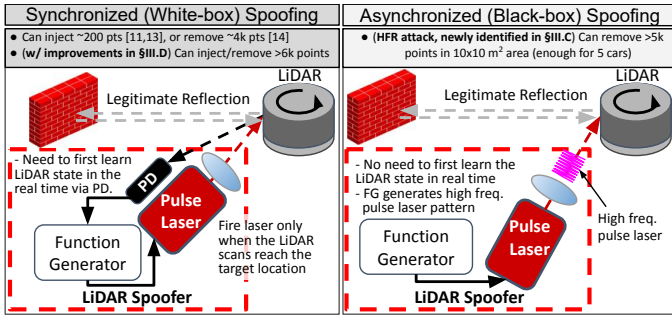 Synchronized (White-box) Spoofing
● Can inject ~200 pts [11,13], or remove ~4k pts [14]
● (w/ improvements in §III.D) Can inject/remove >6k points
LiDAR
Legitimate Reflection
- Need to first learn
LiDAR state in the
real time via PD.
PD
Pulse
Laser
Function
Generator
Fire laser only
when the LiDAR
scans reach the
target location
LiDAR Spoofer
Asynchronized (Black-box) Spoofing
● (HFR attack, newly identified in §III.C) Can remove >5k
points in 10x10 m² area (enough for 5 cars)
LiDAR
Legitimate Reflection
- No need to first learn the
LiDAR state in real time
- FG generates high freq.
pulse laser pattern
High freq.
pulse laser
Pulse
Laser
Function
Generator
LiDAR Spoofer